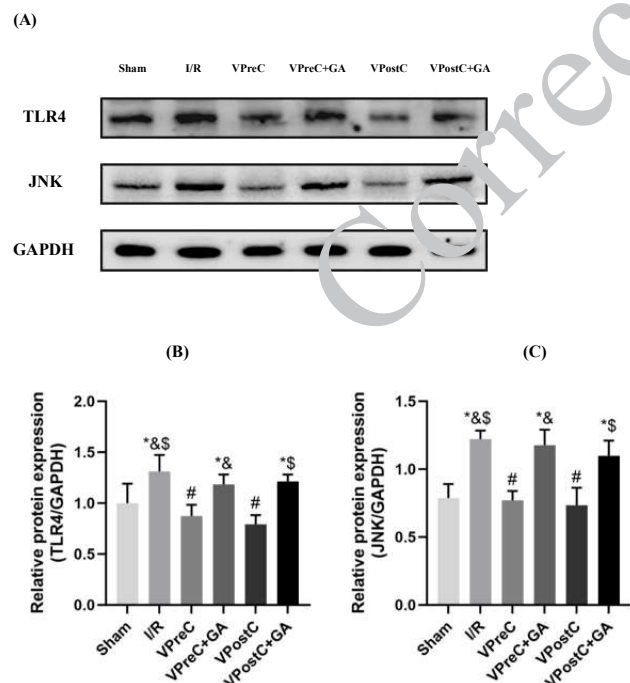 (A)
Sham I/R VPreC VPreC+GA VPostC VPostC+GA
TLR4
JNK
GAPDH
Correc
(B)
Relative protein expression
(TLR4/GAPDH)
2.0
1.5
1.0
0.5
0.0
*&$
#
*&
#
*$
Sham
I/R
VPreC
VPreC+GA
VPostC
VPostC+GA
(C)
Relative protein expression
(JNK/GAPDH)
1.5
1.0
0.5
0.0
*&$
#
*&
#
*$
Sham
I/R
VPreC
VPreC+GA
VPostC
VPostC+GA